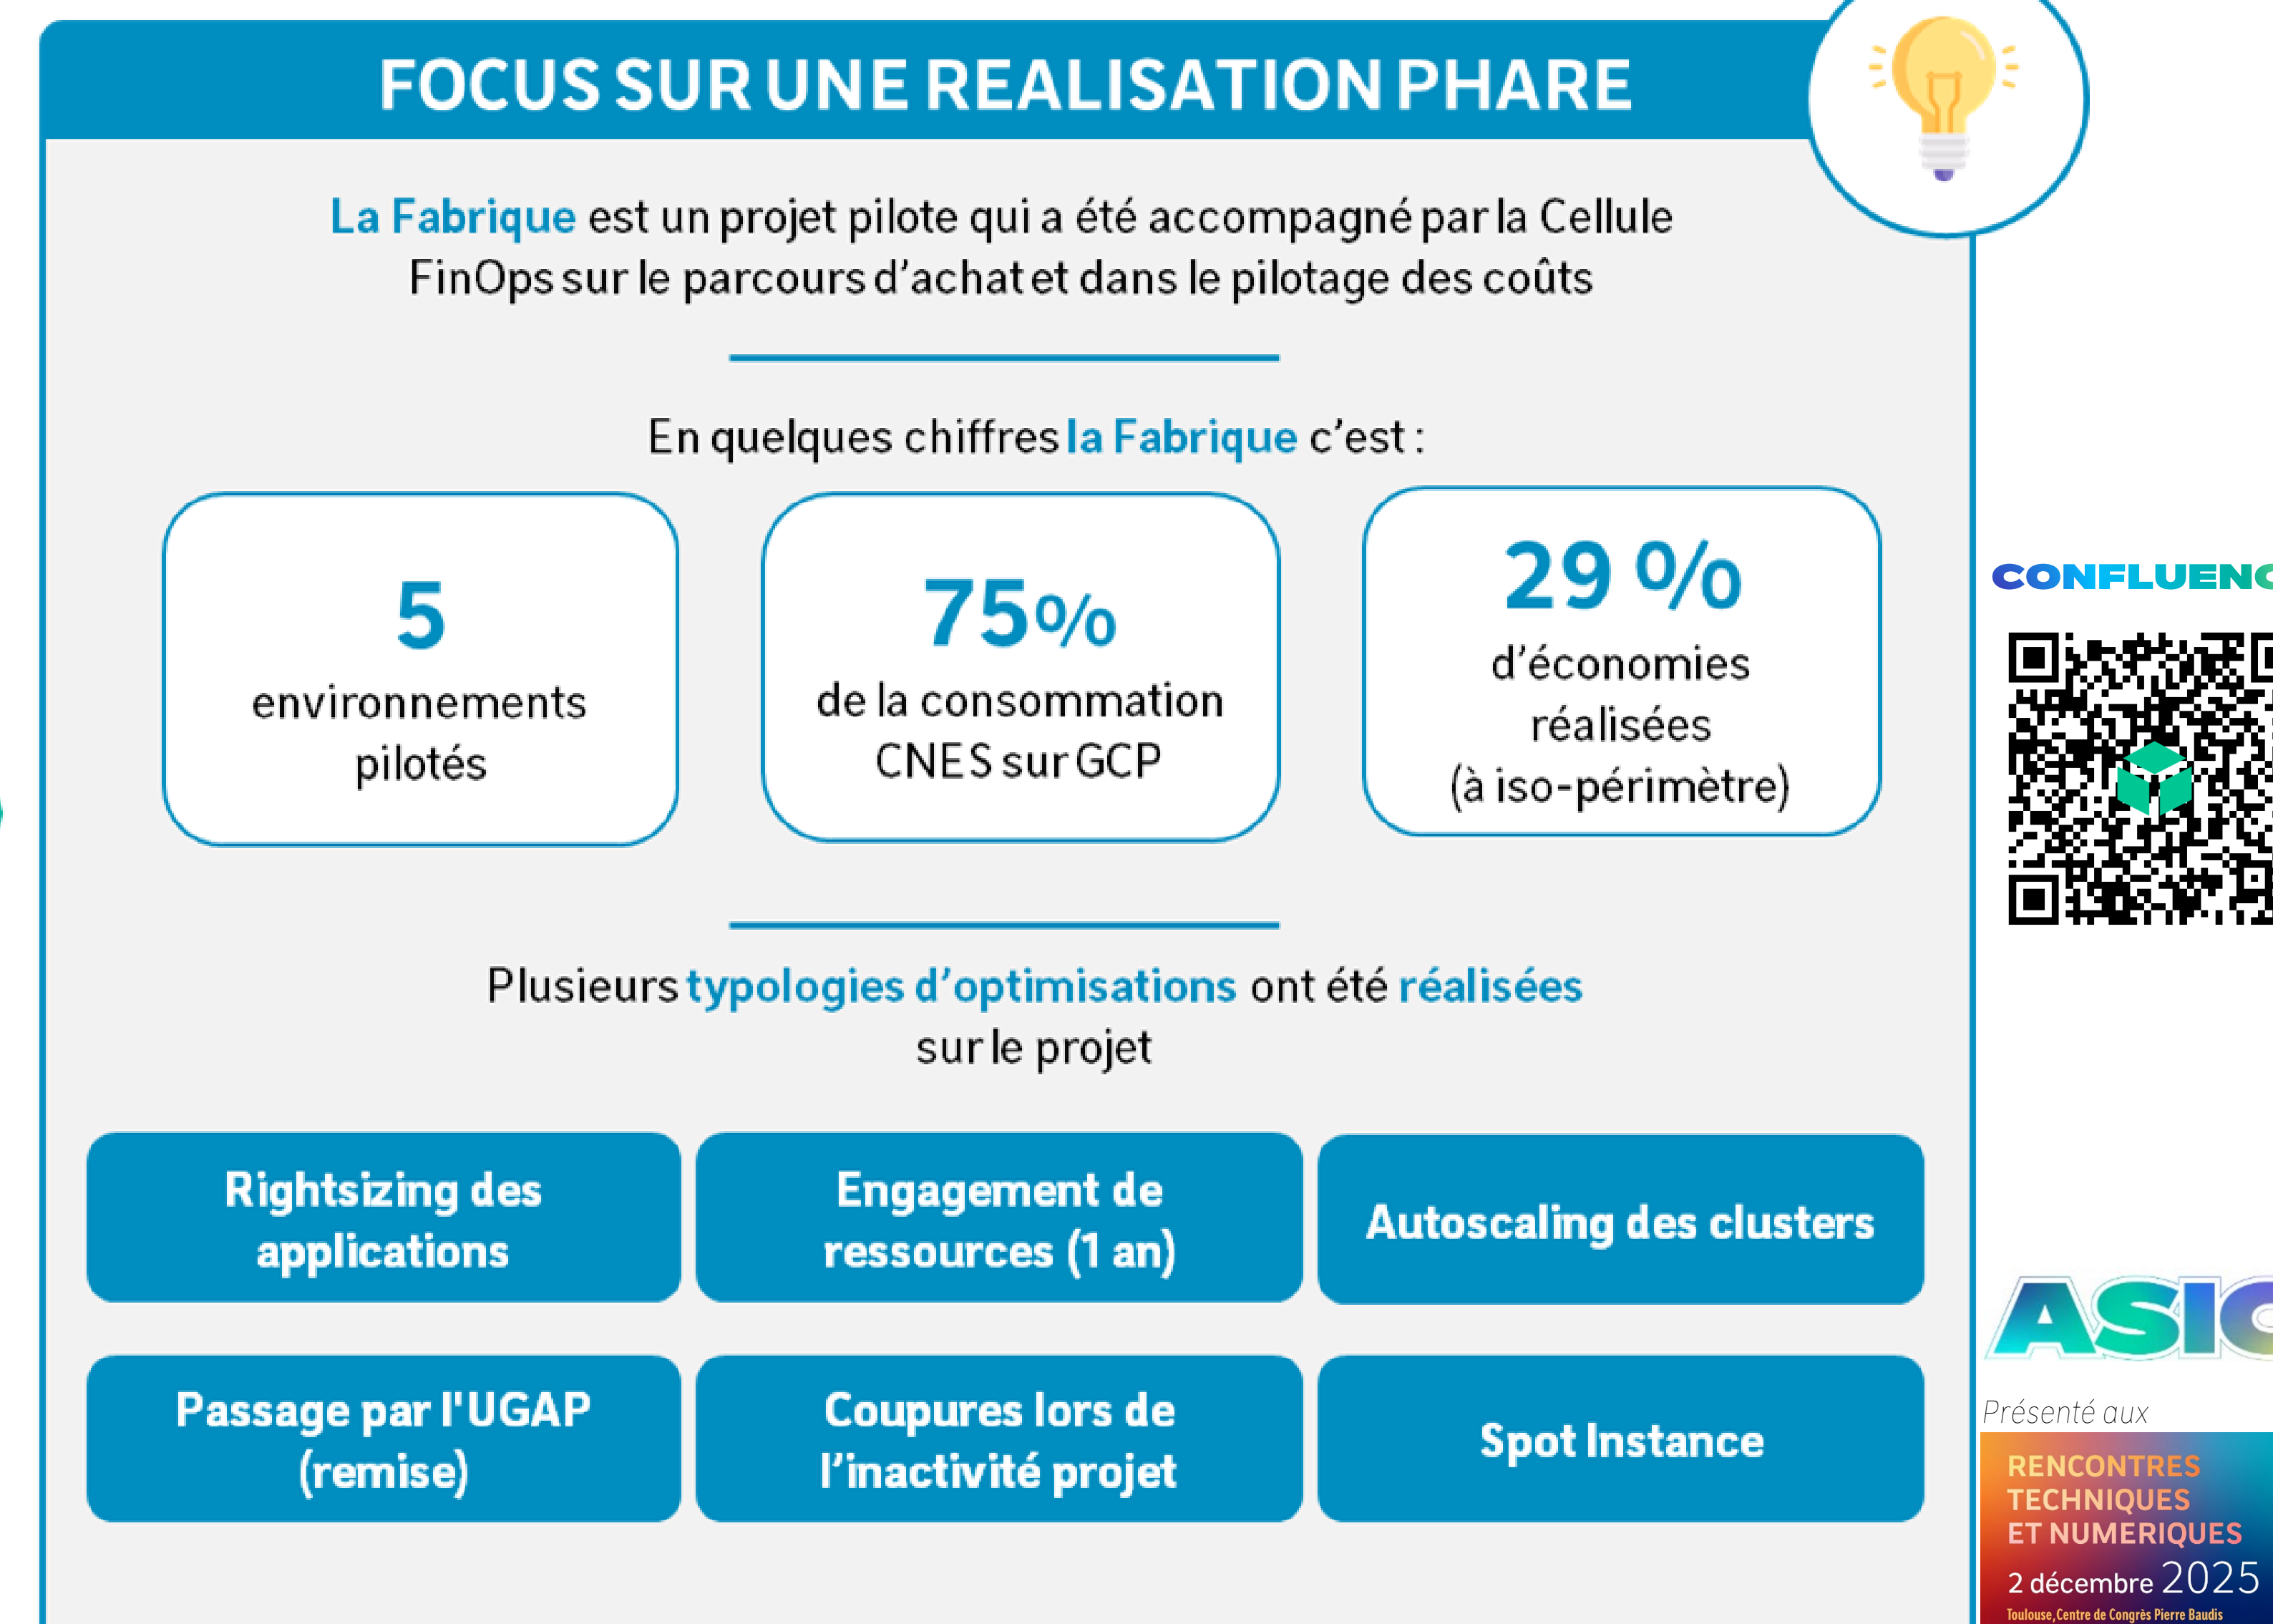 FOCUS SUR UNE REALISATION PHARE
La Fabrique est un projet pilote qui a été accompagné par la Cellule
FinOps sur le parcours d'achat et dans le pilotage des coûts
En quelques chiffres la Fabrique c'est :
5
environnements
pilotés
75%
de la consommation
CNES sur GCP
29 %
d'économies
réalisées
(à iso-périmètre)
Plusieurs typologies d'optimisations ont été réalisées
sur le projet
Rightsizing des
applications
Engagement de
ressources (1 an)
Autoscaling des clusters
Passage par l'UGAP
(remise)
Coupures lors de
l'inactivité projet
Spot Instance
Présenté aux
RENCONTRES
TECHNIQUES
ET NUMERIQUES
2 décembre 2025
Toulouse, Centre de Congrès Pierre Baudis